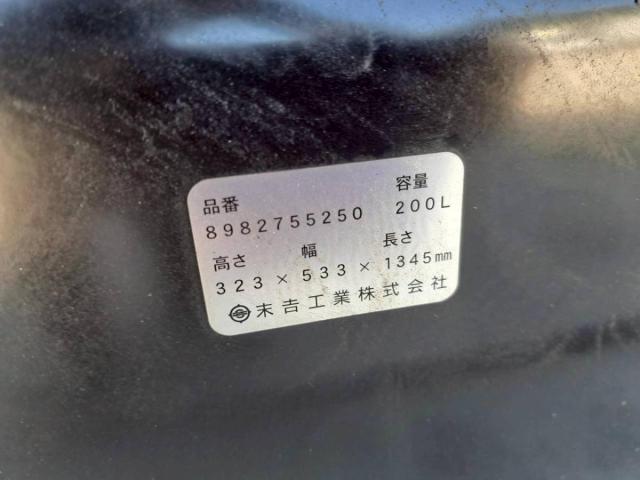 品番 容量
8982755250 200L
高さ 幅 長さ
323 × 533 × 1345mm
末吉工業株式会社